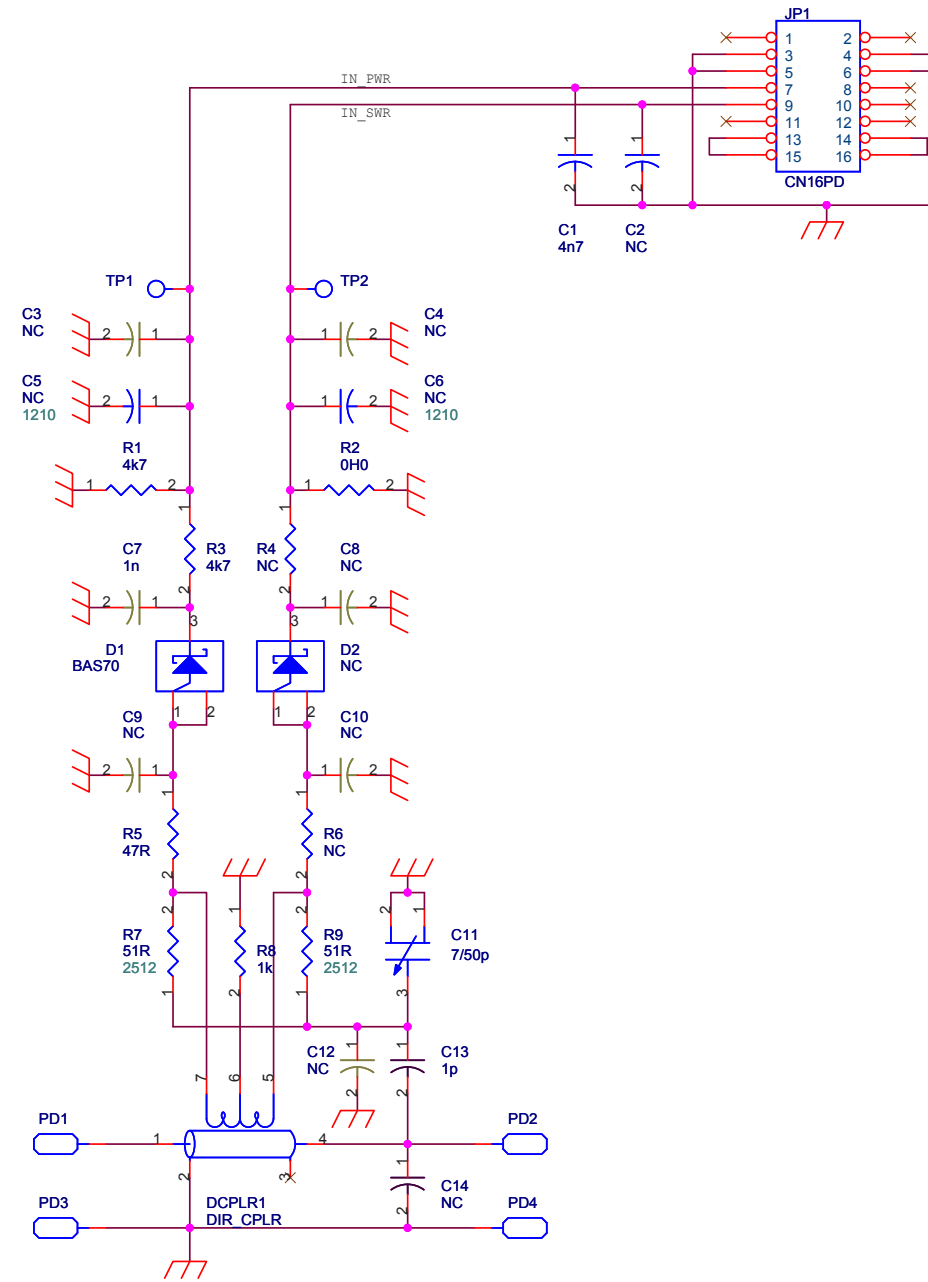 JP1
1 2
3 4
5 6
7 8
9 10
11 12
13 14
15 16
CN16PD
IN_PWR
IN_SWR
1 1
2 2
C1 C2
4n7 NC
TP1 TP2
C3 C4
NC NC
2 1 1 2
C5 C6
NC NC
1210 1210
2 1 1 2
R1 R2
4k7 0H0
1 2 1 2
1 1
C7 R3 R4 C8
1n 4k7 NC NC
2 2
2 1 1 2
3 3
D1 D2
BAS70 NC
1 2 1 2
C9 C10
NC NC
2 1 1 2
1 1
R5 R6
47R NC
2 2
2 1 2 2 1
R7 R8 R9 C11
51R 1k 51R 7/50p
2512 2512
1 2 1 3
C12 C13
NC 1p
1 1
2 2
7 6 5
PD1 PD2
1 4
2 3 1
PD3 PD4
DCPLR1 C14
DIR_CPLR NC
2